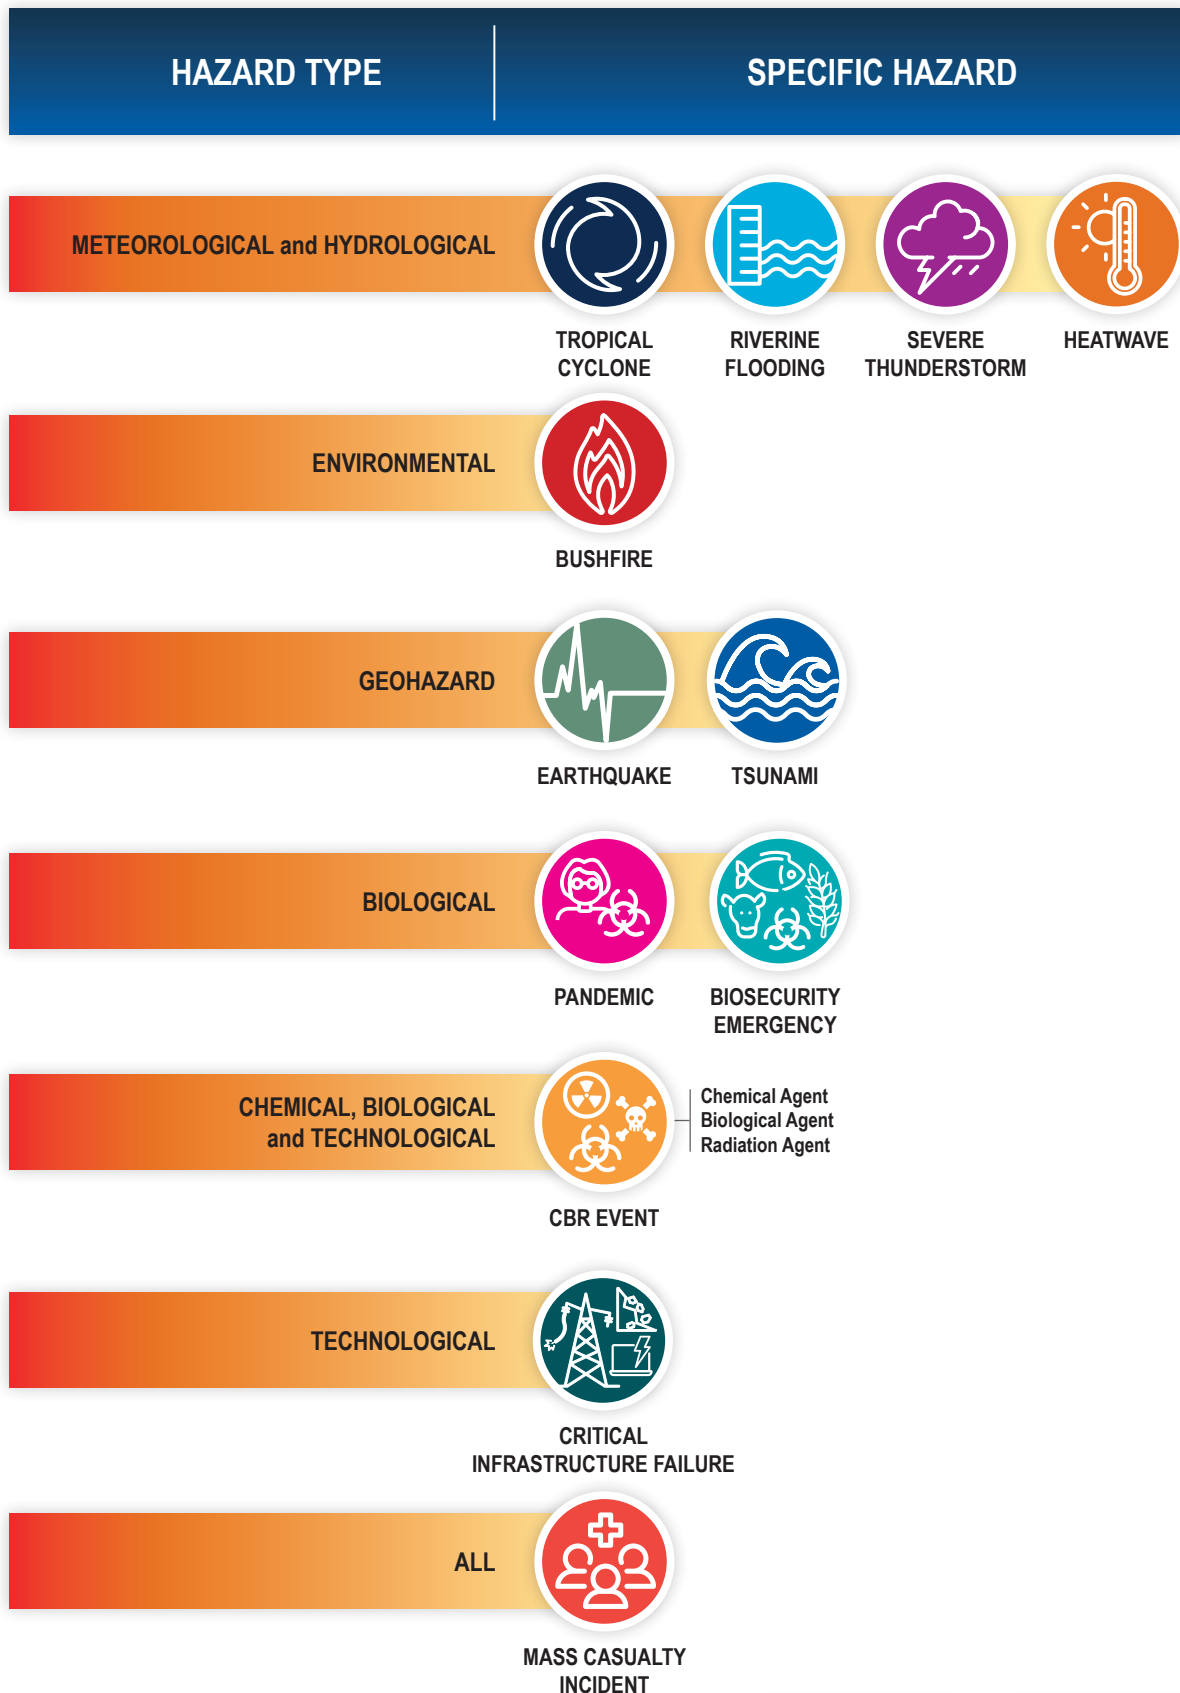 HAZARD TYPE
SPECIFIC HAZARD
METEOROLOGICAL and HYDROLOGICAL
TROPICAL
CYCLONE
RIVERINE
FLOODING
SEVERE
THUNDERSTORM
HEATWAVE
ENVIRONMENTAL
BUSHFIRE
GEOHAZARD
EARTHQUAKE
TSUNAMI
BIOLOGICAL
PANDEMIC
BIOSECURITY
EMERGENCY
CHEMICAL, BIOLOGICAL
and TECHNOLOGICAL
Chemical Agent
Biological Agent
Radiation Agent
CBR EVENT
TECHNOLOGICAL
CRITICAL
INFRASTRUCTURE FAILURE
ALL
MASS CASUALTY
INCIDENT